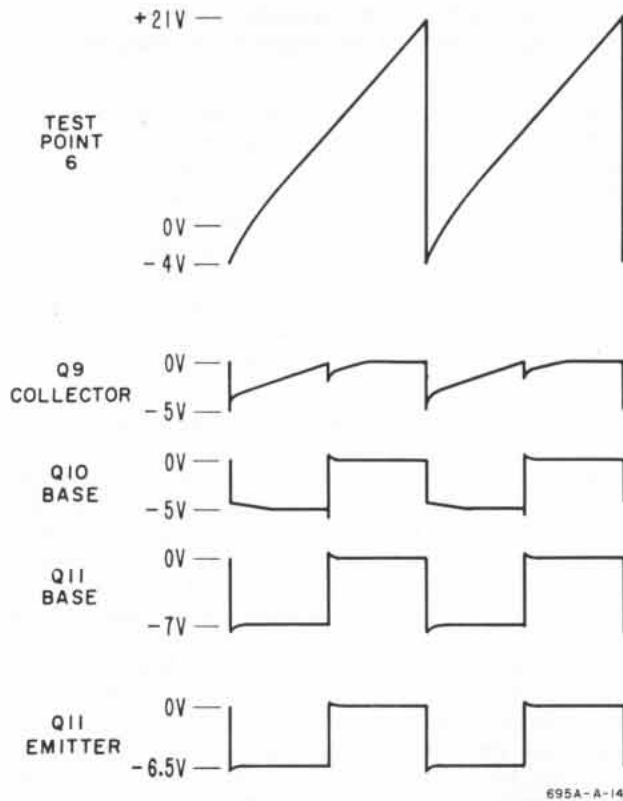 +21V
TEST
POINT
6
0V
-4V
Q9
COLLECTOR
0V
-5V
Q10
BASE
0V
-5V
Q11
BASE
0V
-7V
Q11
EMITTER
0V
-6.5V
695A-A-14